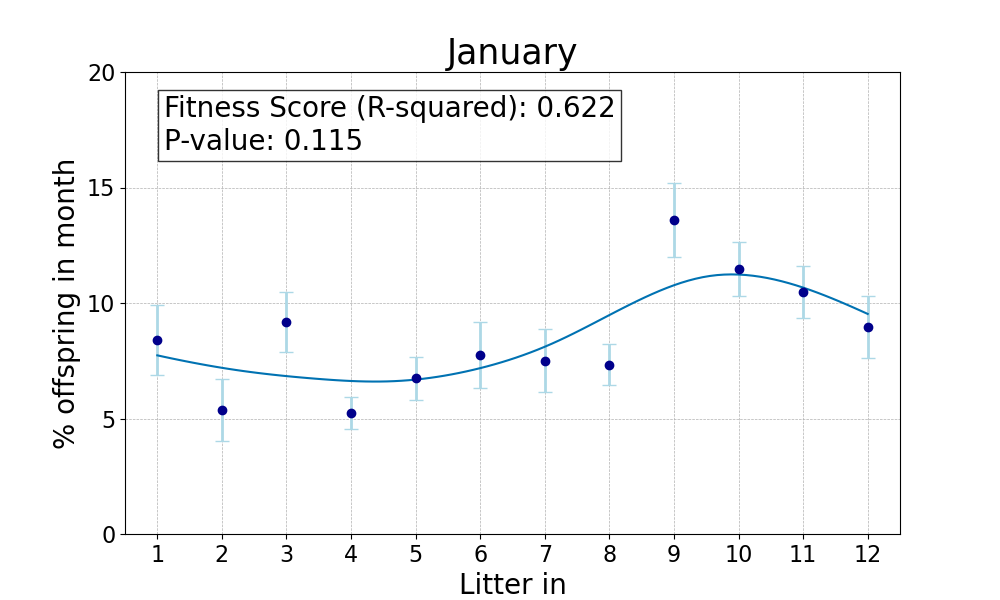 January
Fitness Score (R-squared): 0.622
P-value: 0.115
% offspring in month
20
15
10
5
0
1 2 3 4 5 6 7 8 9 10 11 12
Litter in